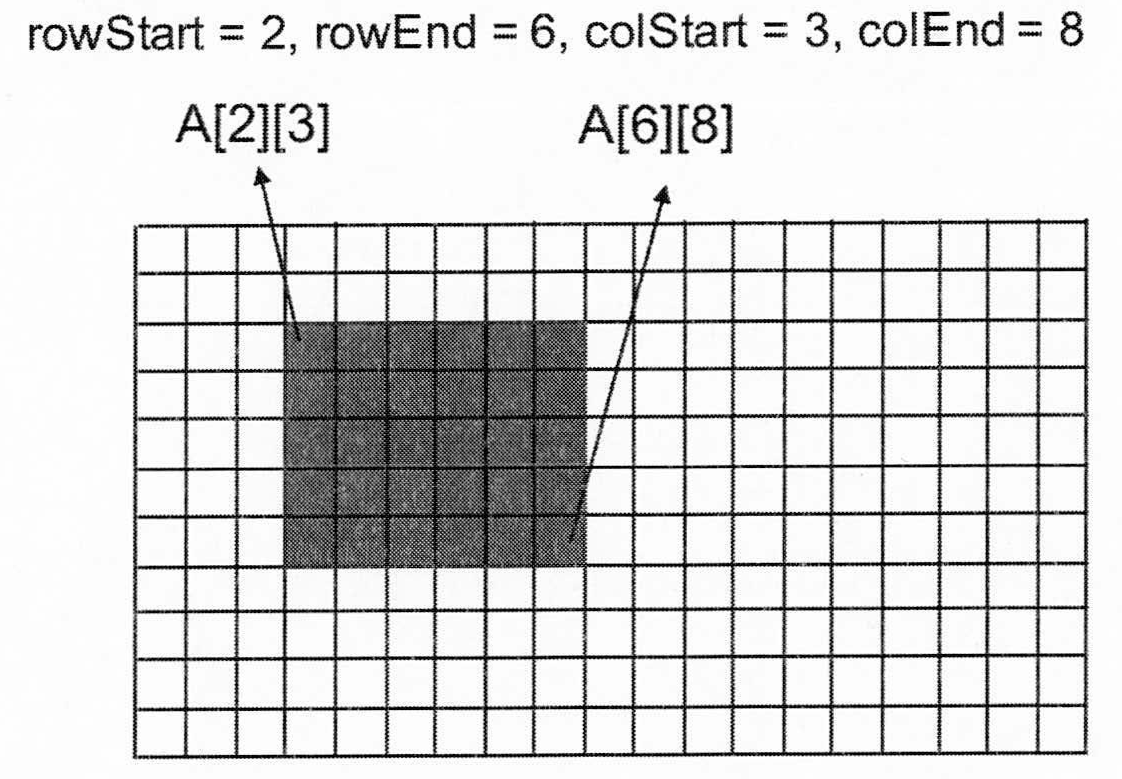 rowStart = 2, rowEnd = 6, colStart = 3, colEnd = 8
A[2][3] A[6][8]